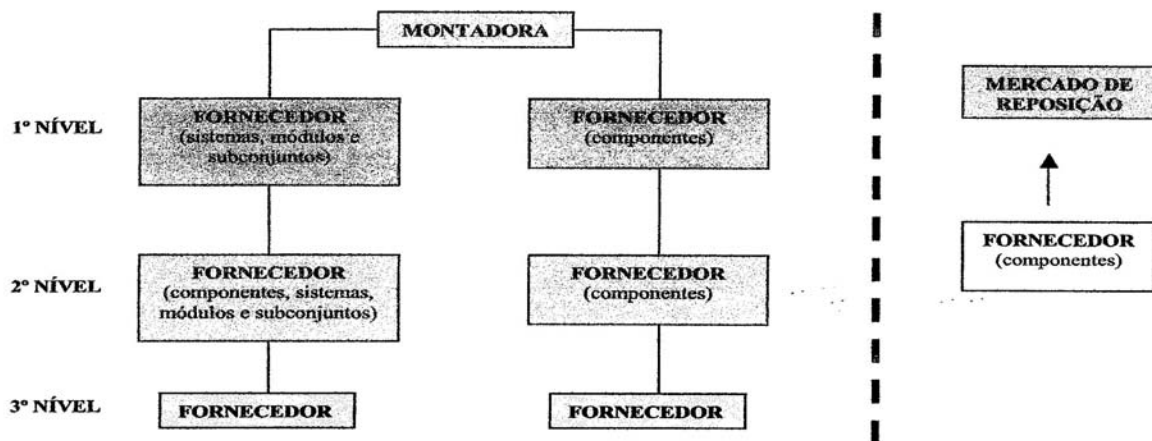 MONTADORA
1º NÍVEL
FORNECEDOR
(sistemas, módulos e
subconjuntos)
FORNECEDOR
(componentes)
2º NÍVEL
FORNECEDOR
(componentes, sistemas,
módulos e subconjuntos)
FORNECEDOR
(componentes)
3º NÍVEL
FORNECEDOR
FORNECEDOR
MERCADO DE
REPOSIÇÃO
FORNECEDOR
(componentes)